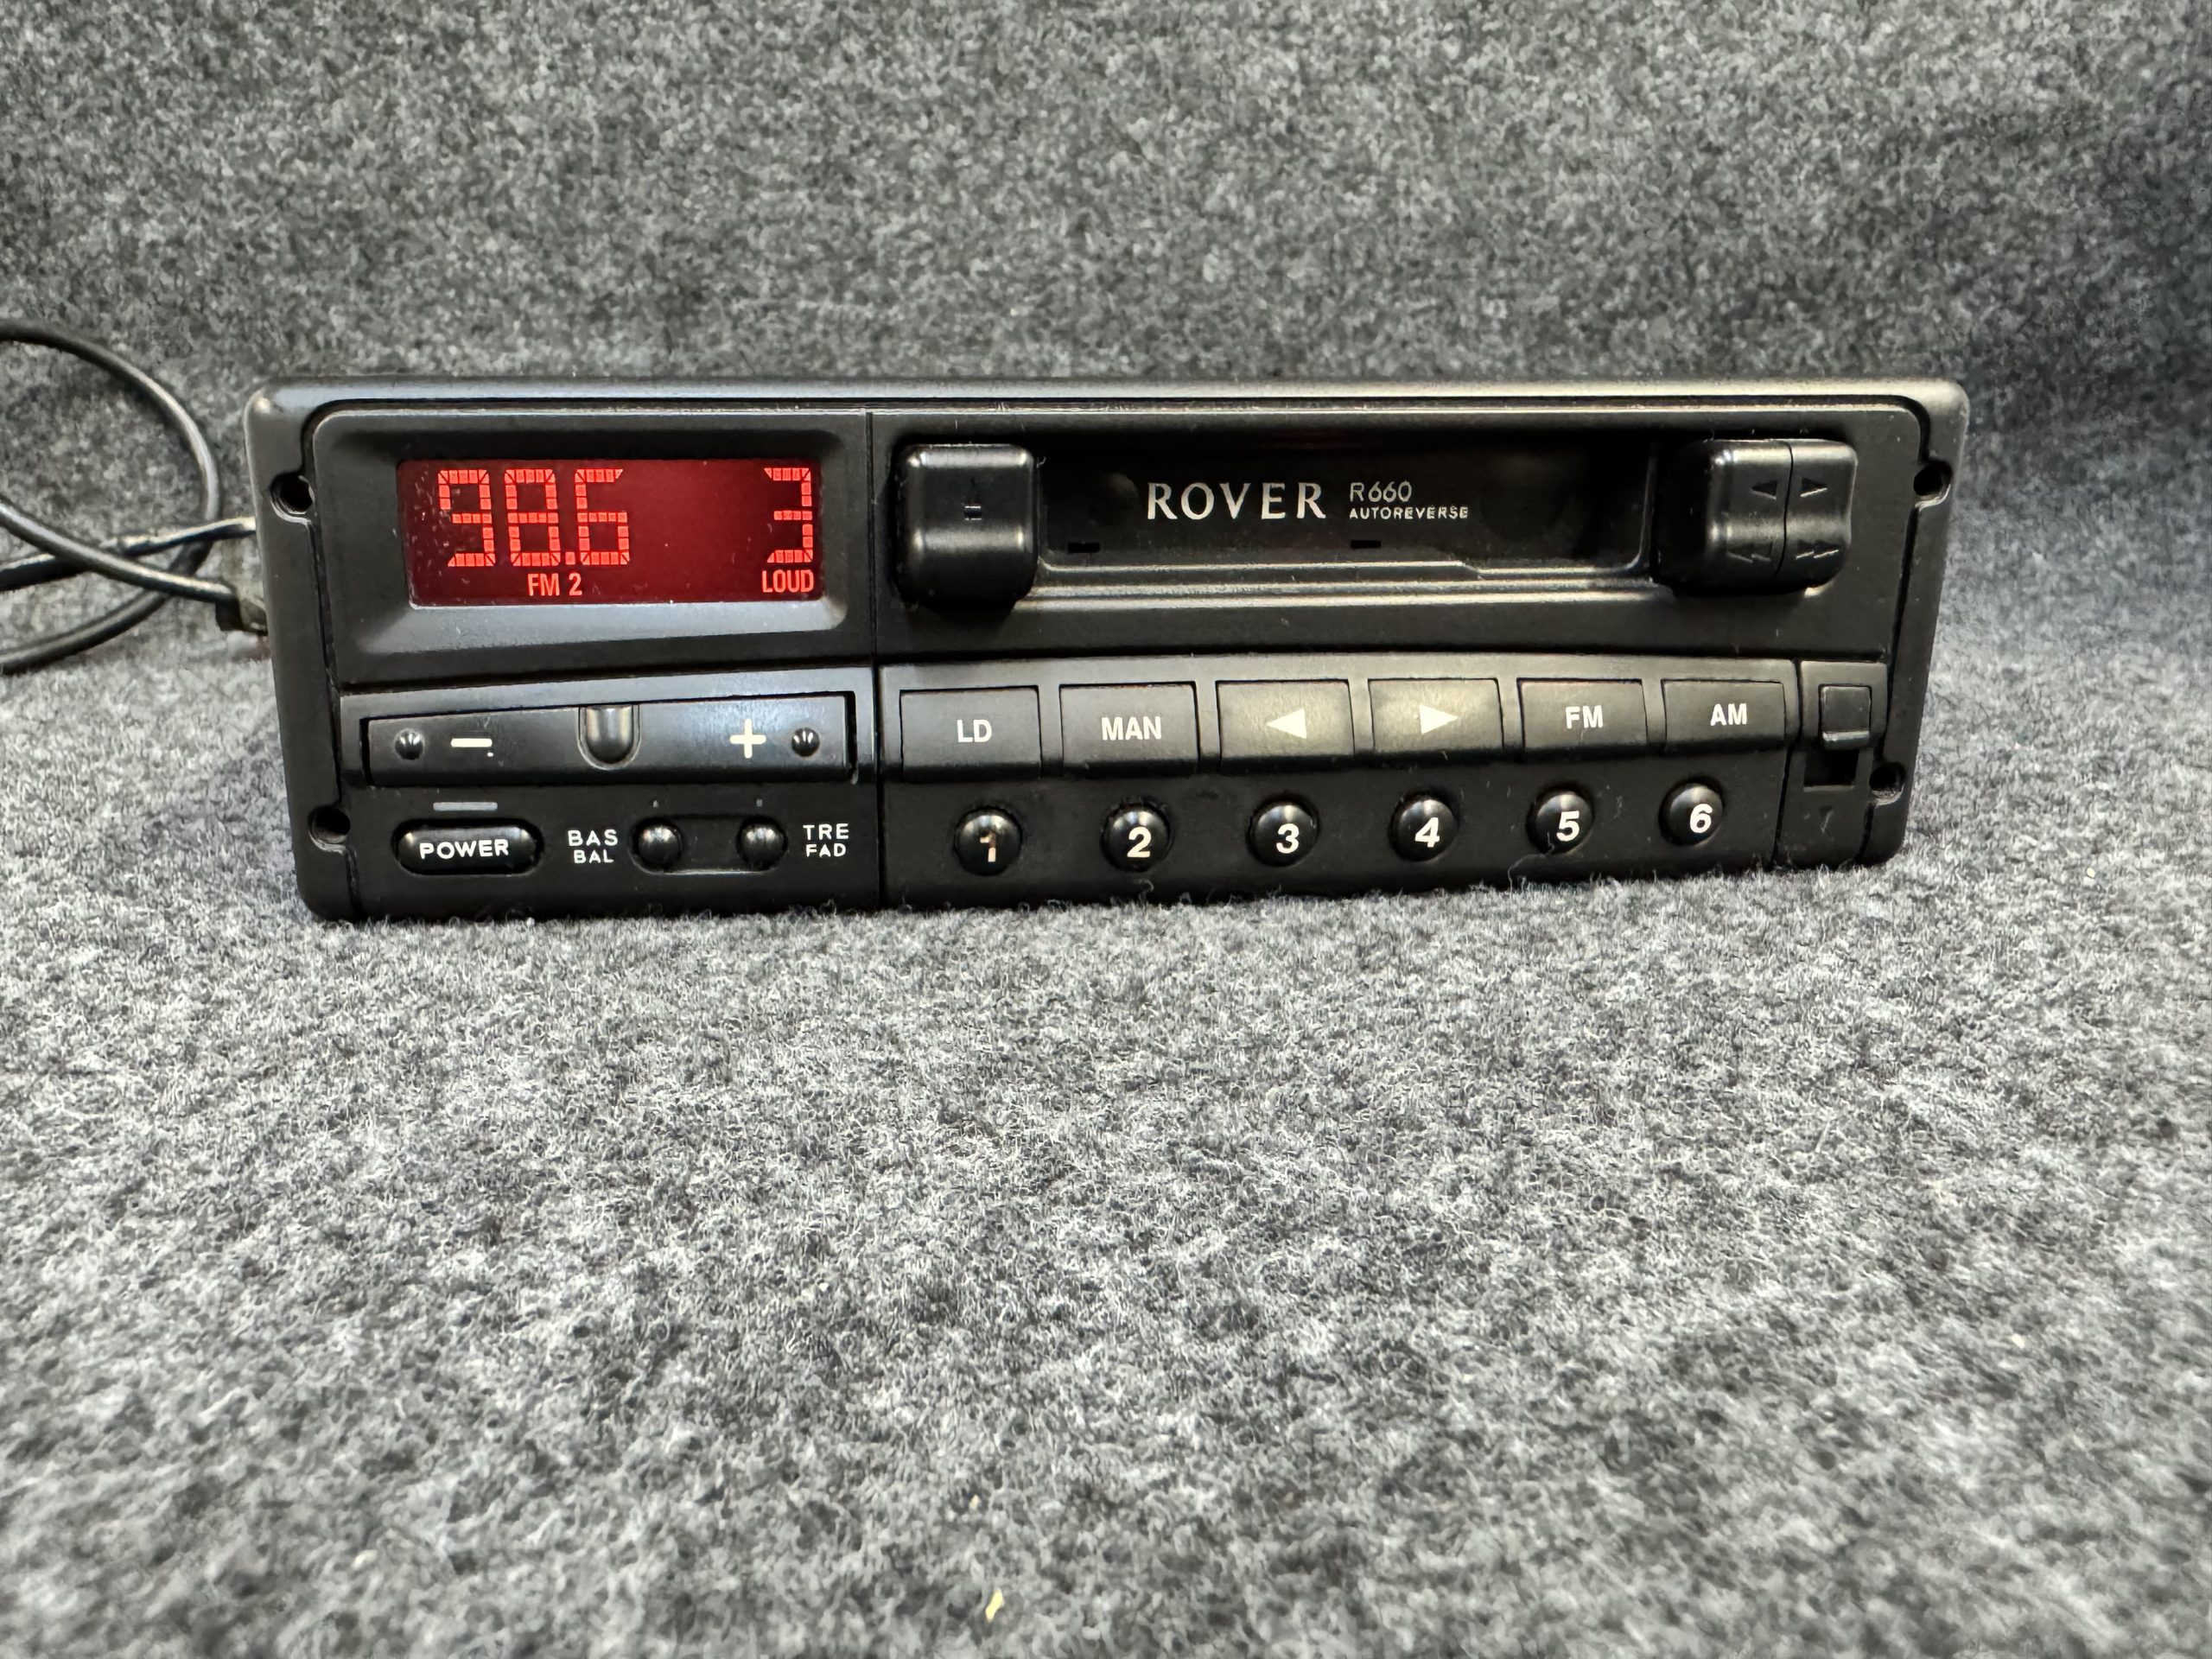 98.6 3
FM 2 LOUD
ROVER R660
AUTOREVERSE
− +
LD MAN FM AM
POWER BAS TRE
BAL FAD
1 2 3 4 5 6